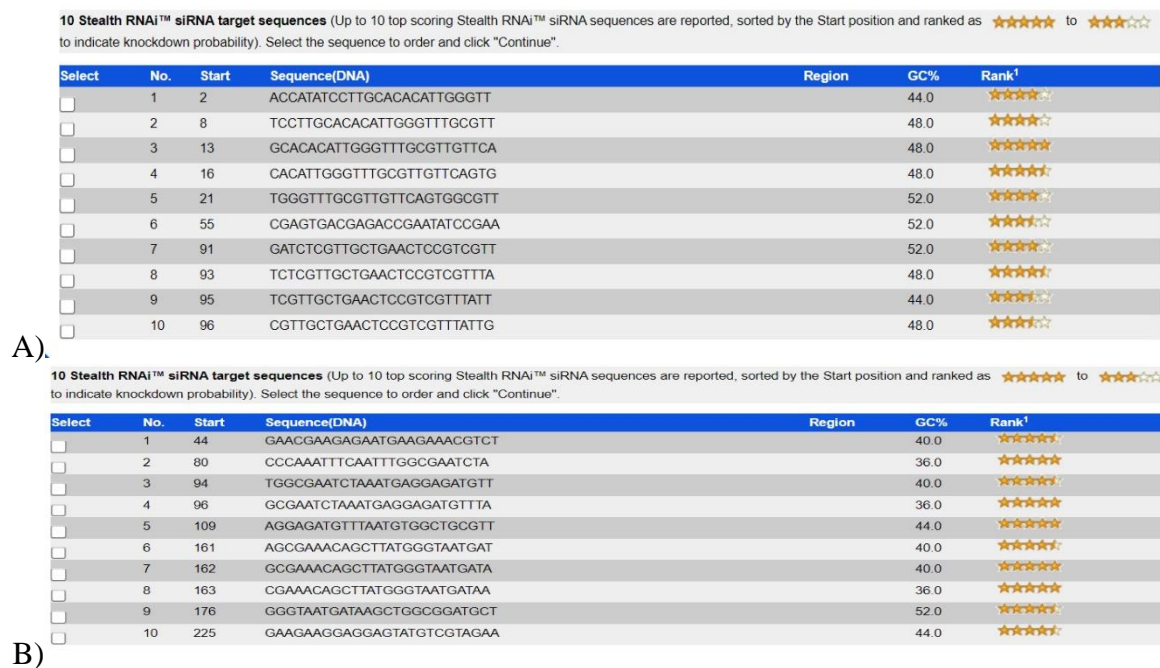 10 Stealth RNAi™ siRNA target sequences (Up to 10 top scoring Stealth RNAi™ siRNA sequences are reported, sorted by the Start position and ranked as ★★★★★ to ★★★☆☆
to indicate knockdown probability). Select the sequence to order and click "Continue".
Select No. Start Sequence(DNA) Region GC% Rank1
1 2 ACCATATCCTTGCACACATTGGGTT 44.0
2 8 TCCTTGCACACATTGGGTTTGCGTT 48.0
3 13 GCACACATTGGGTTTGCGTTGTTCA 48.0
4 16 CACATTGGGTTTGCGTTGTTCAGTG 48.0
5 21 TGGGTTTGCGTTGTTCAGTGGCGTT 52.0
6 55 CGAGTGACGAGACCGAATATCCGAA 52.0
7 91 GATCTCGTTGCTGAACTCCGTCGTT 52.0
8 93 TCTCGTTGCTGAACTCCGTCGTTTA 48.0
9 95 TCGTTGCTGAACTCCGTCGTTTATT 44.0
10 96 CGTTGCTGAACTCCGTCGTTTATTG 48.0
A)
10 Stealth RNAi™ siRNA target sequences (Up to 10 top scoring Stealth RNAi™ siRNA sequences are reported, sorted by the Start position and ranked as ★★★★★ to ★★★☆☆
to indicate knockdown probability). Select the sequence to order and click "Continue".
Select No. Start Sequence(DNA) Region GC% Rank1
1 44 GAACGAAGAGAATGAAGAAACGTCT 40.0
2 80 CCCAAATTTCAATTTGGCGAATCTA 36.0
3 94 TGGCGAATCTAAATGAGGAGATGTT 40.0
4 96 GCGAATCTAAATGAGGAGATGTTTA 36.0
5 109 AGGAGATGTTTAATGTGGCTGCGTT 44.0
6 161 AGCGAAACAGCTTATGGGTAATGAT 40.0
7 162 GCGAAACAGCTTATGGGTAATGATA 40.0
8 163 CGAAACAGCTTATGGGTAATGATAA 36.0
9 176 GGGTAATGATAAGCTGGCGGATGCT 52.0
10 225 GAAGAAGGAGGAGTATGTCGTAGAA 44.0
B)